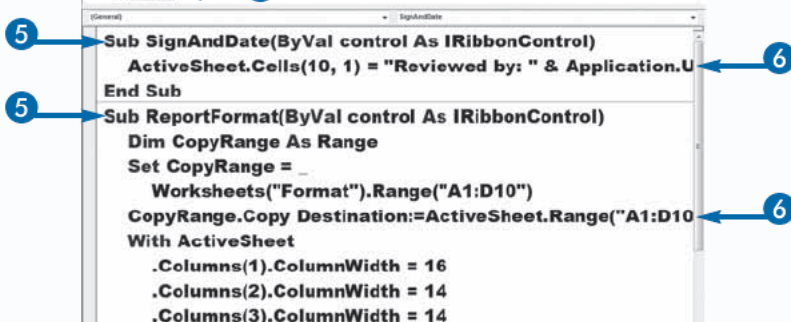 (General) SignAndDate
5 Sub SignAndDate(ByVal control As IRibbonControl)
ActiveSheet.Cells(10, 1) = "Reviewed by: " & Application.U 6
End Sub
5 Sub ReportFormat(ByVal control As IRibbonControl)
Dim CopyRange As Range
Set CopyRange = _
Worksheets("Format").Range("A1:D10")
CopyRange.Copy Destination:=ActiveSheet.Range("A1:D10 6
With ActiveSheet
.Columns(1).ColumnWidth = 16
.Columns(2).ColumnWidth = 14
.Columns(3).ColumnWidth = 14